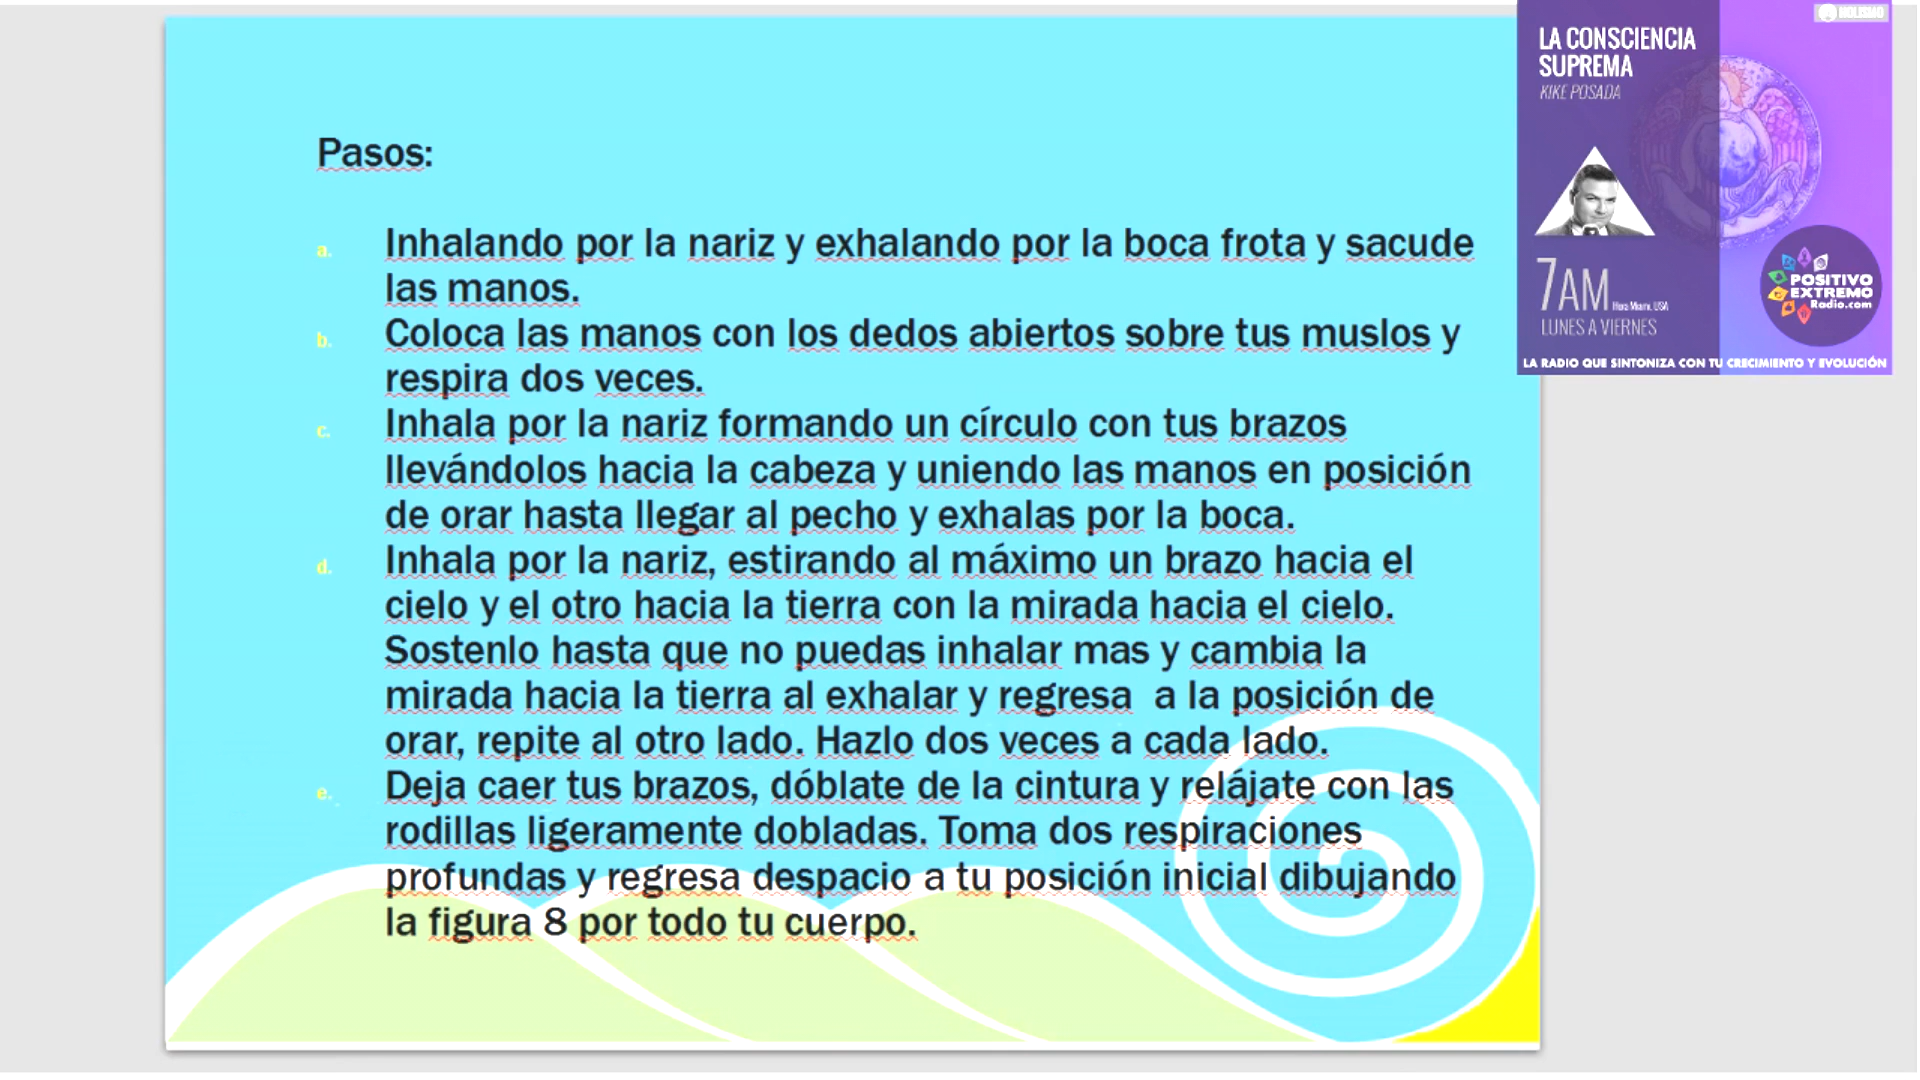 Pasos:
a. Inhalando por la nariz y exhalando por la boca frota y sacude
las manos.
b. Coloca las manos con los dedos abiertos sobre tus muslos y
respira dos veces.
c. Inhala por la nariz formando un círculo con tus brazos
llevándolos hacia la cabeza y uniendo las manos en posición
de orar hasta llegar al pecho y exhalas por la boca.
d. Inhala por la nariz, estirando al máximo un brazo hacia el
cielo y el otro hacia la tierra con la mirada hacia el cielo.
Sostenlo hasta que no puedas inhalar mas y cambia la
mirada hacia la tierra al exhalar y regresa a la posición de
orar, repite al otro lado. Hazlo dos veces a cada lado.
e. Deja caer tus brazos, dóblate de la cintura y relájate con las
rodillas ligeramente dobladas. Toma dos respiraciones
profundas y regresa despacio a tu posición inicial dibujando
la figura 8 por todo tu cuerpo.
LA CONSCIENCIA
SUPREMA
KIKE POSADA
7AM Hora Miami, USA
LUNES A VIERNES
POSITIVO
EXTREMO
Radio.com
LA RADIO QUE SINTONIZA CON TU CRECIMIENTO Y EVOLUCIÓN